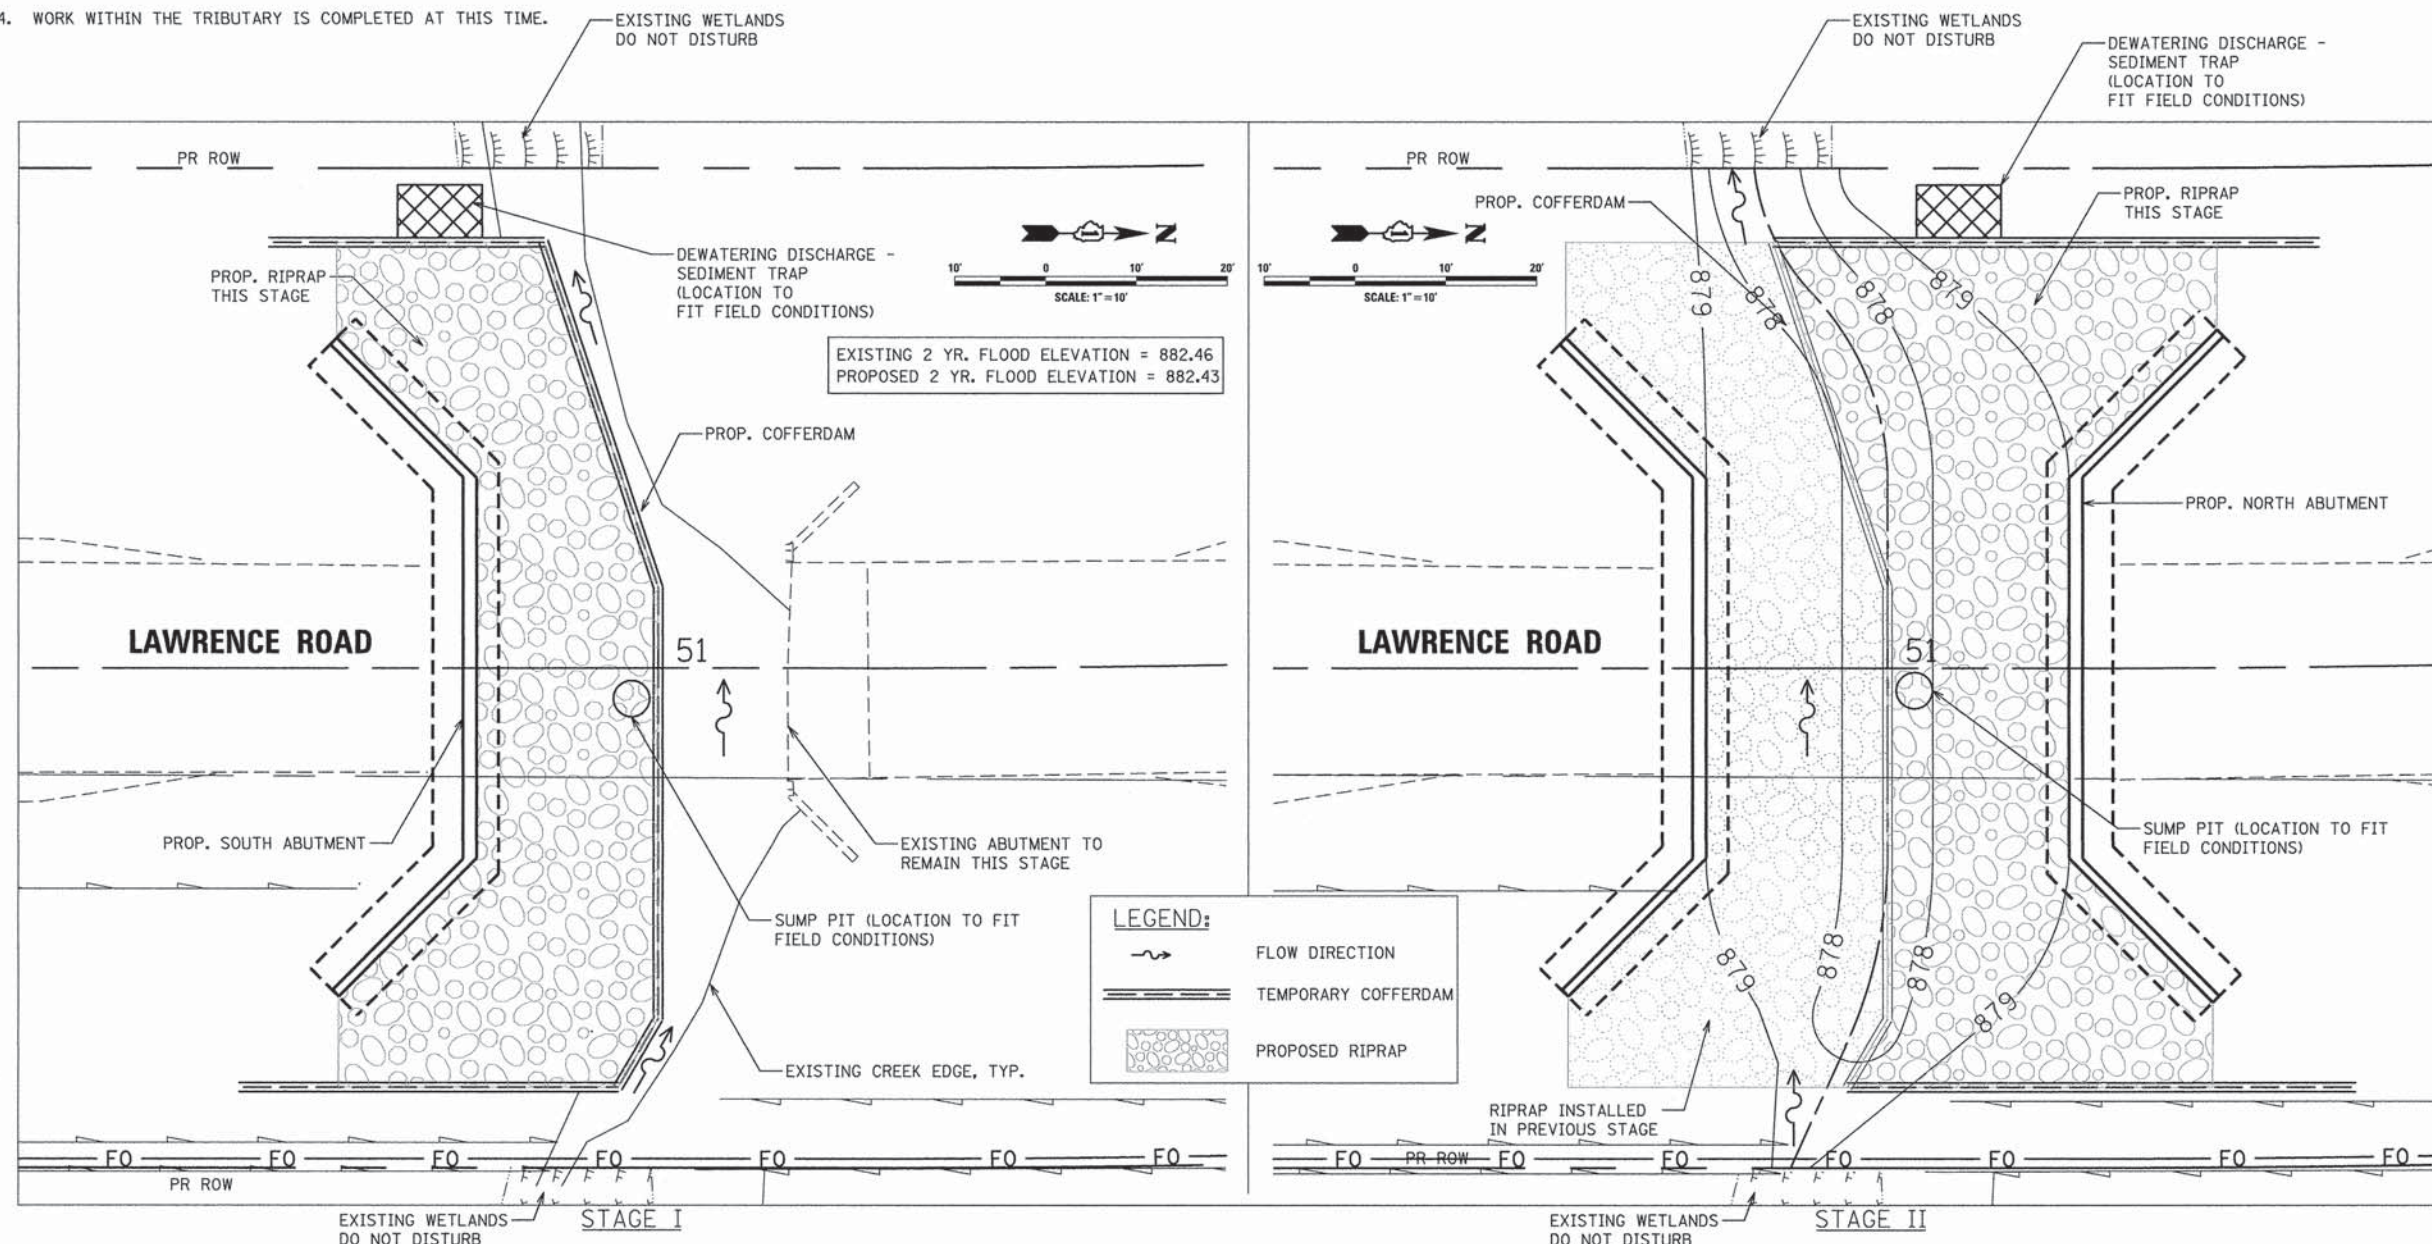 4. WORK WITHIN THE TRIBUTARY IS COMPLETED AT THIS TIME.
EXISTING WETLANDS
DO NOT DISTURB
PR ROW
DEWATERING DISCHARGE -
SEDIMENT TRAP
(LOCATION TO
FIT FIELD CONDITIONS)
PROP. RIPRAP
THIS STAGE
N
10' 0 10' 20'
SCALE: 1" = 10'
EXISTING 2 YR. FLOOD ELEVATION = 882.46
PROPOSED 2 YR. FLOOD ELEVATION = 882.43
PROP. COFFERDAM
LAWRENCE ROAD
51
PROP. SOUTH ABUTMENT
EXISTING ABUTMENT TO
REMAIN THIS STAGE
SUMP PIT (LOCATION TO FIT
FIELD CONDITIONS)
EXISTING CREEK EDGE, TYP.
FO FO FO FO FO FO FO
PR ROW
EXISTING WETLANDS
DO NOT DISTURB
STAGE I
LEGEND:
FLOW DIRECTION
TEMPORARY COFFERDAM
PROPOSED RIPRAP
EXISTING WETLANDS
DO NOT DISTURB
DEWATERING DISCHARGE -
SEDIMENT TRAP
(LOCATION TO
FIT FIELD CONDITIONS)
PR ROW
PROP. COFFERDAM
PROP. RIPRAP
THIS STAGE
N
10' 0 10' 20'
SCALE: 1" = 10'
879
878
878
879
PROP. NORTH ABUTMENT
LAWRENCE ROAD
51
SUMP PIT (LOCATION TO FIT
FIELD CONDITIONS)
879
878
878
879
RIPRAP INSTALLED
IN PREVIOUS STAGE
FO PR ROW FO FO FO FO FO FO
EXISTING WETLANDS
DO NOT DISTURB
STAGE II